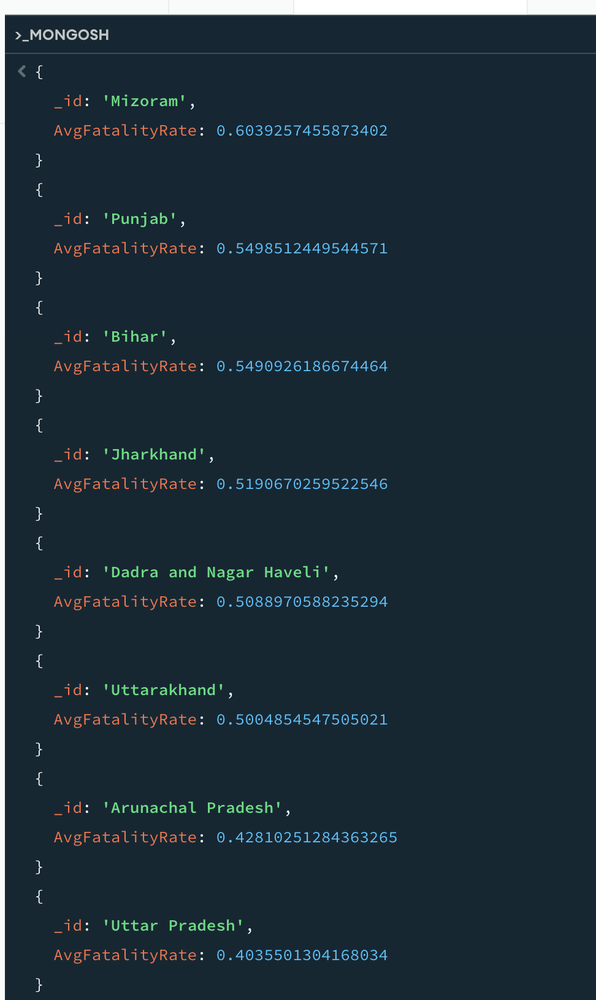 >_MONGOSH
{
_id: 'Mizoram',
AvgFatalityRate: 0.6039257455873402
}
{
_id: 'Punjab',
AvgFatalityRate: 0.5498512449544571
}
{
_id: 'Bihar',
AvgFatalityRate: 0.5490926186674464
}
{
_id: 'Jharkhand',
AvgFatalityRate: 0.5190670259522546
}
{
_id: 'Dadra and Nagar Haveli',
AvgFatalityRate: 0.5088970588235294
}
{
_id: 'Uttarakhand',
AvgFatalityRate: 0.5004854547505021
}
{
_id: 'Arunachal Pradesh',
AvgFatalityRate: 0.42810251284363265
}
{
_id: 'Uttar Pradesh',
AvgFatalityRate: 0.4035501304168034
}